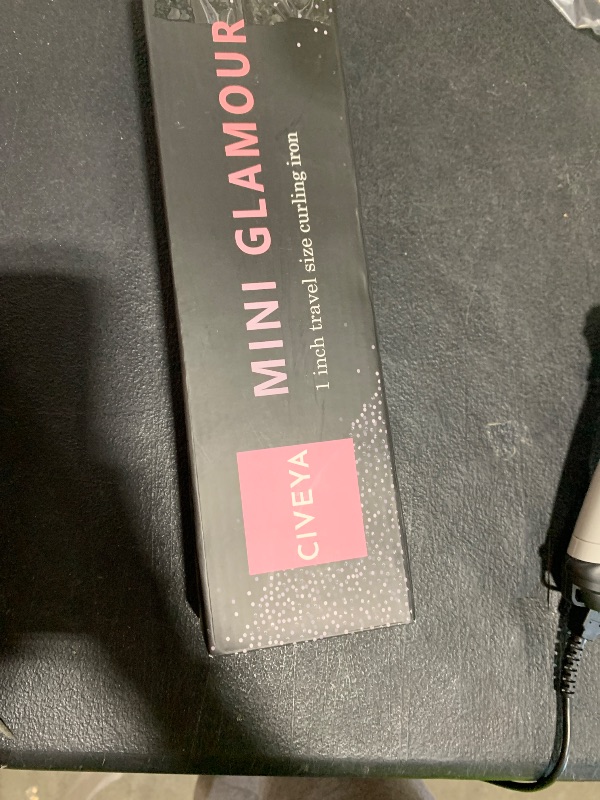 MINI GLAMOUR
1 inch travel size curling iron
CIVEYA